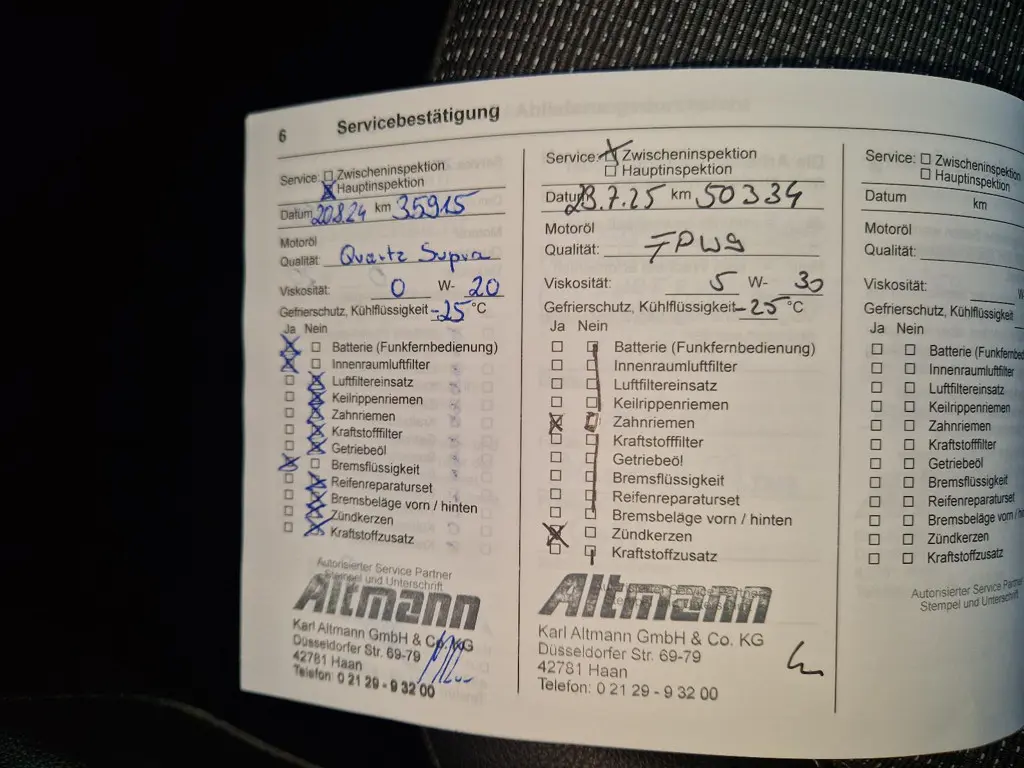 6 Servicebestätigung
Service: Zwischeninspektion
Hauptinspektion
Datum 20.8.24 km 35915
Motoröl
Qualität: Quartz Supra
Viskosität: 0 W- 20
Gefrierschutz, Kühlflüssigkeit -25 °C
Ja Nein
Batterie (Funkfernbedienung)
Innenraumluftfilter
Luftfiltereinsatz
Keilrippenriemen
Zahnriemen
Kraftstofffilter
Getriebeöl
Bremsflüssigkeit
Reifenreparaturset
Bremsbeläge vorn / hinten
Zündkerzen
Kraftstoffzusatz
Autorisierter Service Partner
Stempel und Unterschrift
Altmann
Karl Altmann GmbH & Co. KG
Düsseldorfer Str. 69-79
42781 Haan
Telefon: 0 21 29 - 9 32 00
Service: Zwischeninspektion
Hauptinspektion
Datum 28.7.25 km 50334
Motoröl
Qualität: FPW9
Viskosität: 5 W- 30
Gefrierschutz, Kühlflüssigkeit -25 °C
Ja Nein
Batterie (Funkfernbedienung)
Innenraumluftfilter
Luftfiltereinsatz
Keilrippenriemen
Zahnriemen
Kraftstofffilter
Getriebeöl
Bremsflüssigkeit
Reifenreparaturset
Bremsbeläge vorn / hinten
Zündkerzen
Kraftstoffzusatz
Altmann
Karl Altmann GmbH & Co. KG
Düsseldorfer Str. 69-79
42781 Haan
Telefon: 0 21 29 - 9 32 00
Service: Zwischeninspektion
Hauptinspektion
Datum km
Motoröl
Qualität:
Viskosität:
Gefrierschutz, Kühlflüssigkeit
Ja Nein
Batterie (Funkfernbed
Innenraumluftfilter
Luftfiltereinsatz
Keilrippenriemen
Zahnriemen
Kraftstofffilter
Getriebeöl
Bremsflüssigkeit
Reifenreparaturset
Bremsbeläge vorn / hinten
Zündkerzen
Kraftstoffzusatz
Autorisierter Service Partner
Stempel und Unterschrift